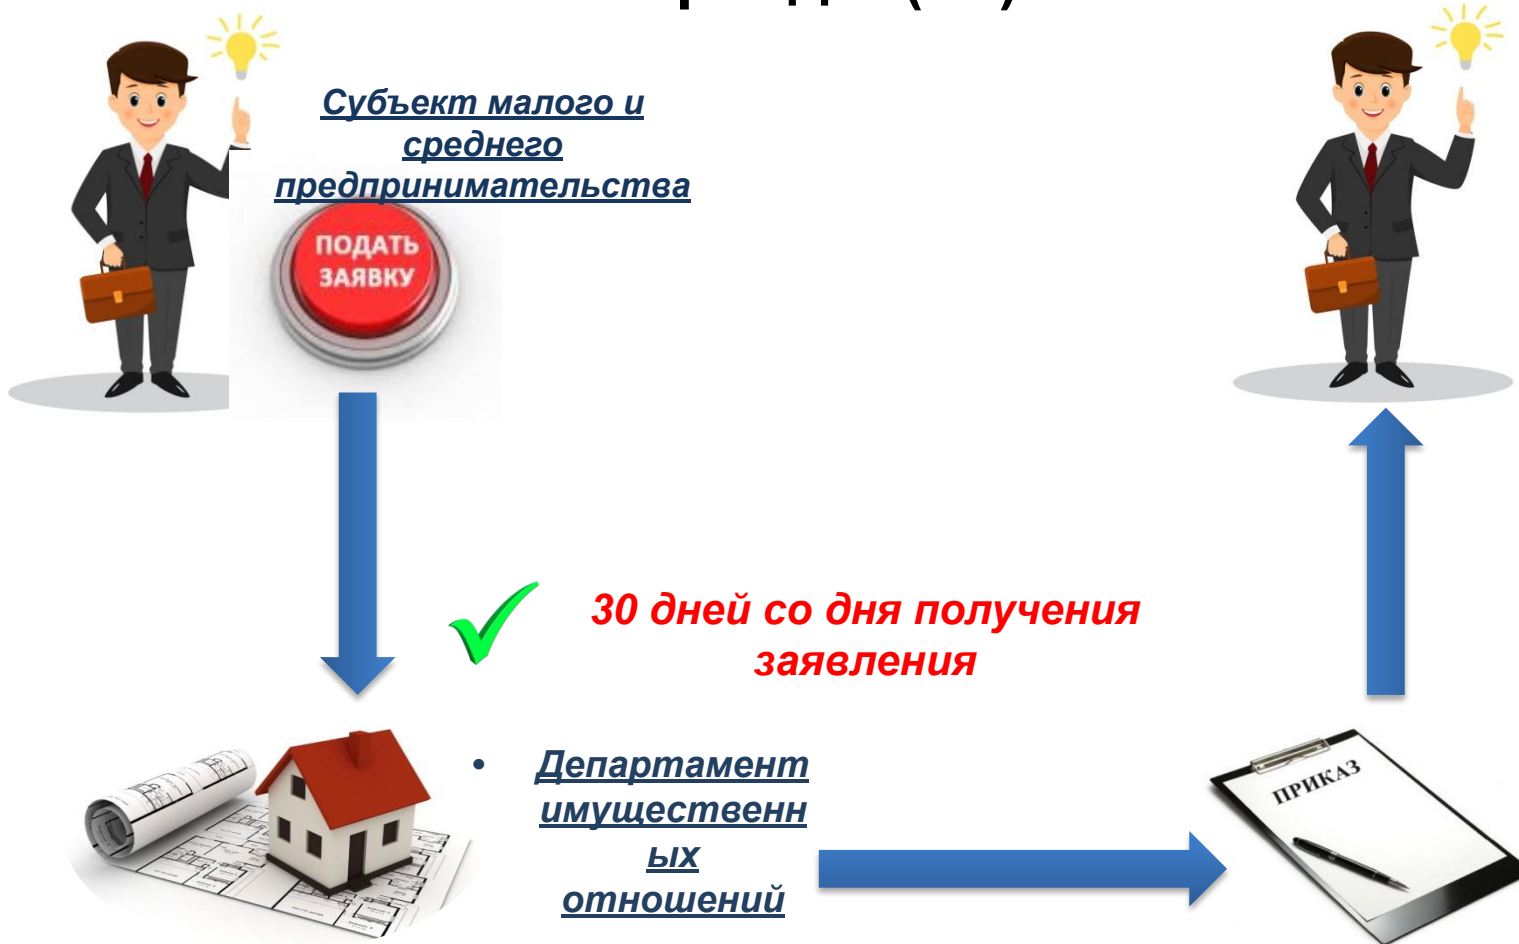 Субъект малого и
среднего
предпринимательства
ПОДАТЬ
ЗАЯВКУ
30 дней со дня получения
заявления
• Департамент
имущественн
ых
отношений
ПРИКАЗ